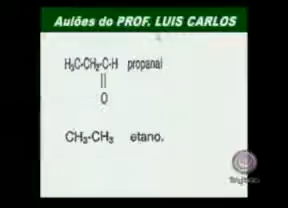 Aulões do PROF. LUIS CARLOS
H₃C-CH₂-C-H propanal
||
O
CH₃-CH₃ etano.